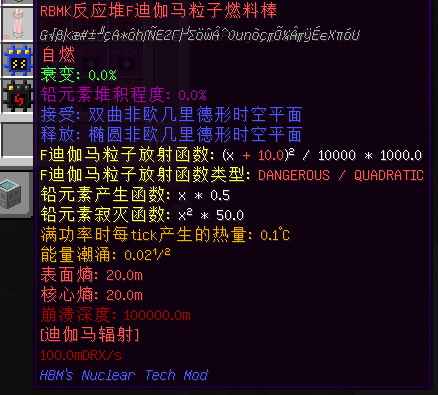 RBMK反应堆F迪伽马粒子燃料棒
自燃
衰变: 0.0%
铅元素堆积程度: 0.0%
接受: 双曲非欧几里德形时空平面
释放: 椭圆非欧几里德形时空平面
F迪伽马粒子放射函数: (x + 10.0)² / 10000 * 1000.0
F迪伽马粒子放射函数类型: DANGEROUS / QUADRATIC
铅元素产生函数: x * 0.5
铅元素寂灭函数: x² * 50.0
满功率时每tick产生的热量: 0.1℃
能量潮涌: 0.02¹/²
表面熵: 20.0m
核心熵: 20.0m
崩溃深度: 100000.0m
[迪伽马辐射]
100.0mDRX/s
HBM's Nuclear Tech Mod